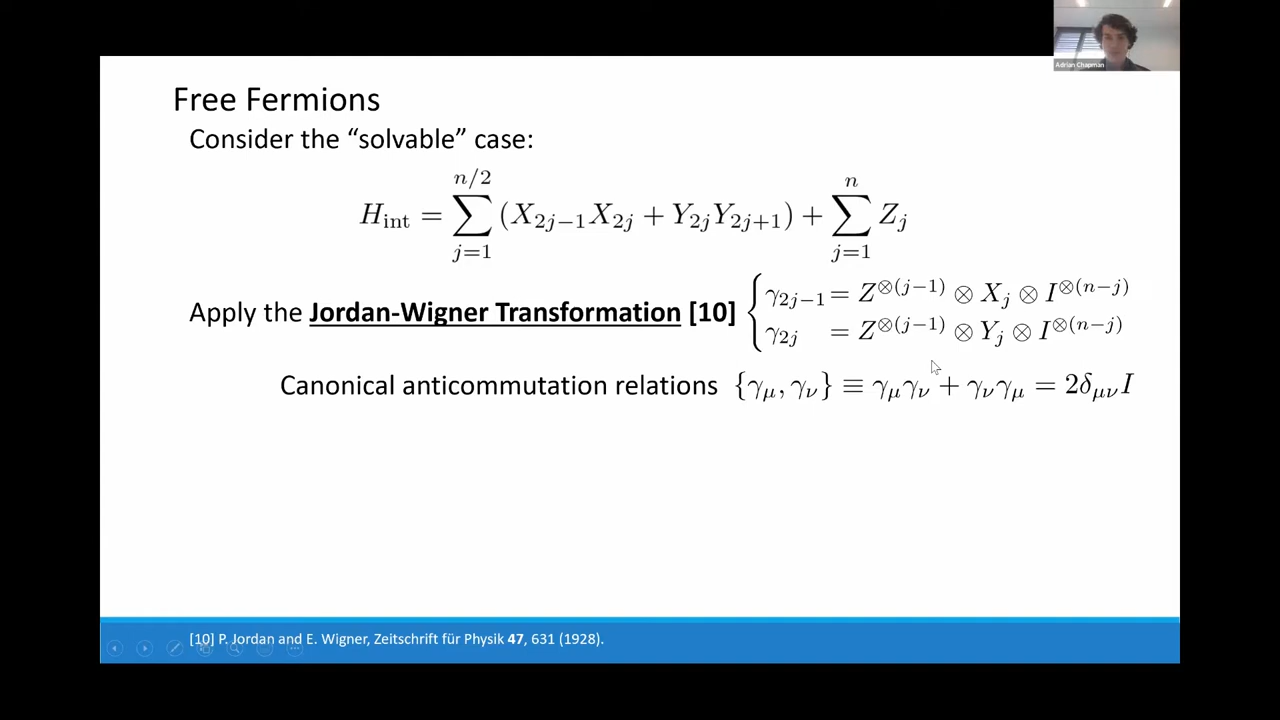 Adrian Chapman
Free Fermions
Consider the “solvable” case:
H_int = ∑_{j=1}^{n/2} (X_{2j−1}X_{2j} + Y_{2j}Y_{2j+1}) + ∑_{j=1}^{n} Z_j
Apply the Jordan-Wigner Transformation [10] { γ_{2j−1} = Z^{⊗(j−1)} ⊗ X_j ⊗ I^{⊗(n−j)}
γ_{2j} = Z^{⊗(j−1)} ⊗ Y_j ⊗ I^{⊗(n−j)}
Canonical anticommutation relations {γ_μ, γ_ν} ≡ γ_μγ_ν + γ_νγ_μ = 2δ_{μν}I
[10] P. Jordan and E. Wigner, Zeitschrift für Physik 47, 631 (1928).